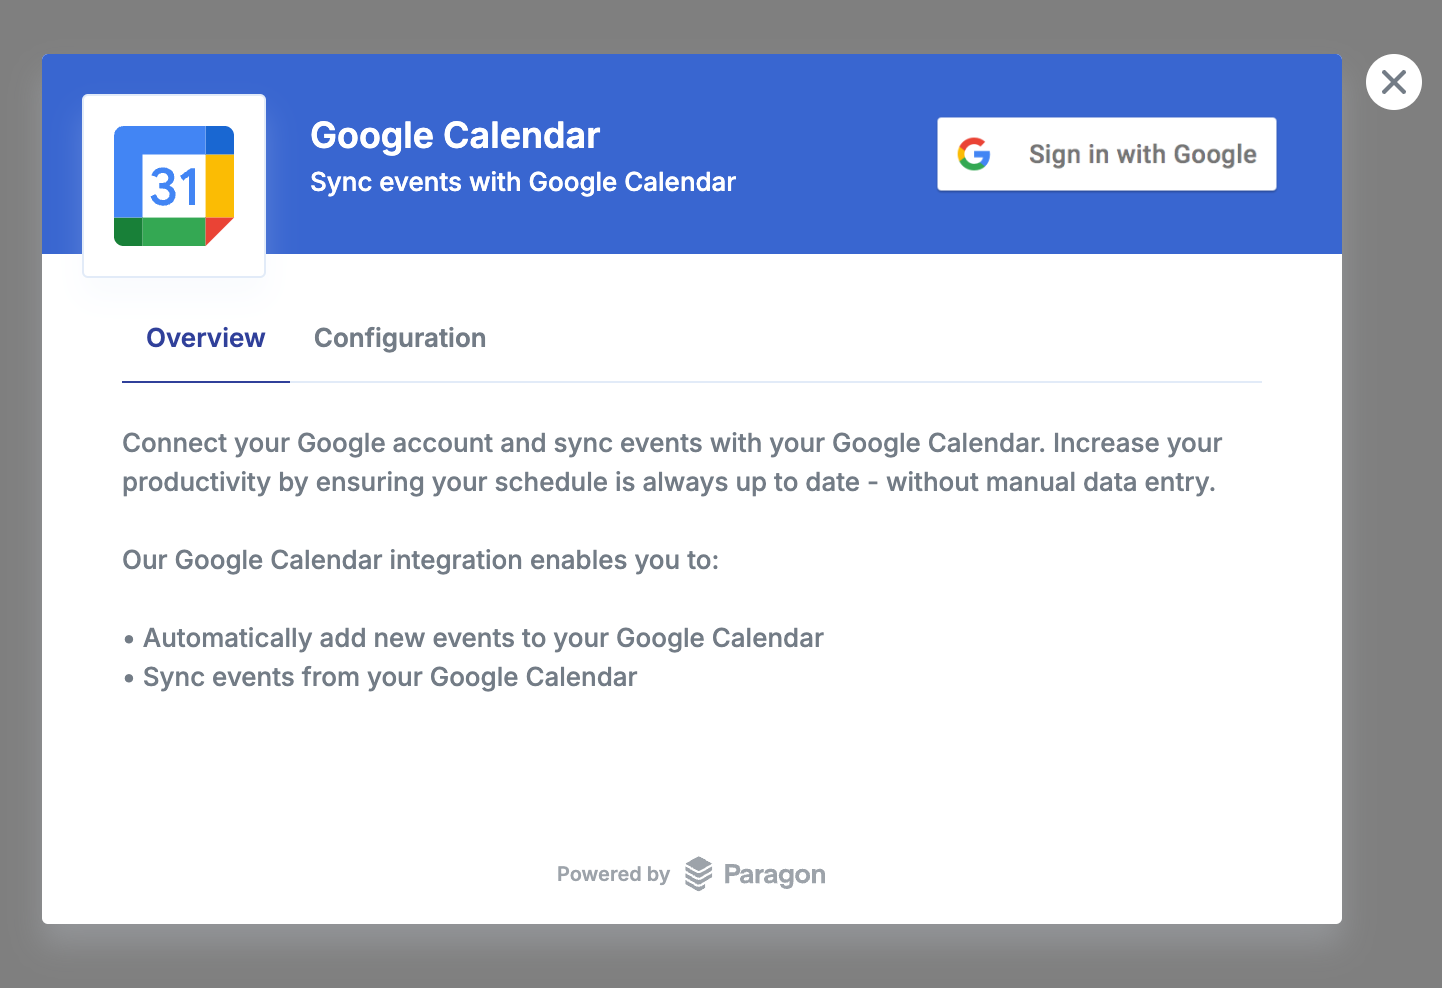 31
Google Calendar
Sync events with Google Calendar
Sign in with Google
Overview
Configuration
Connect your Google account and sync events with your Google Calendar. Increase your
productivity by ensuring your schedule is always up to date - without manual data entry.
Our Google Calendar integration enables you to:
• Automatically add new events to your Google Calendar
• Sync events from your Google Calendar
Powered by Paragon